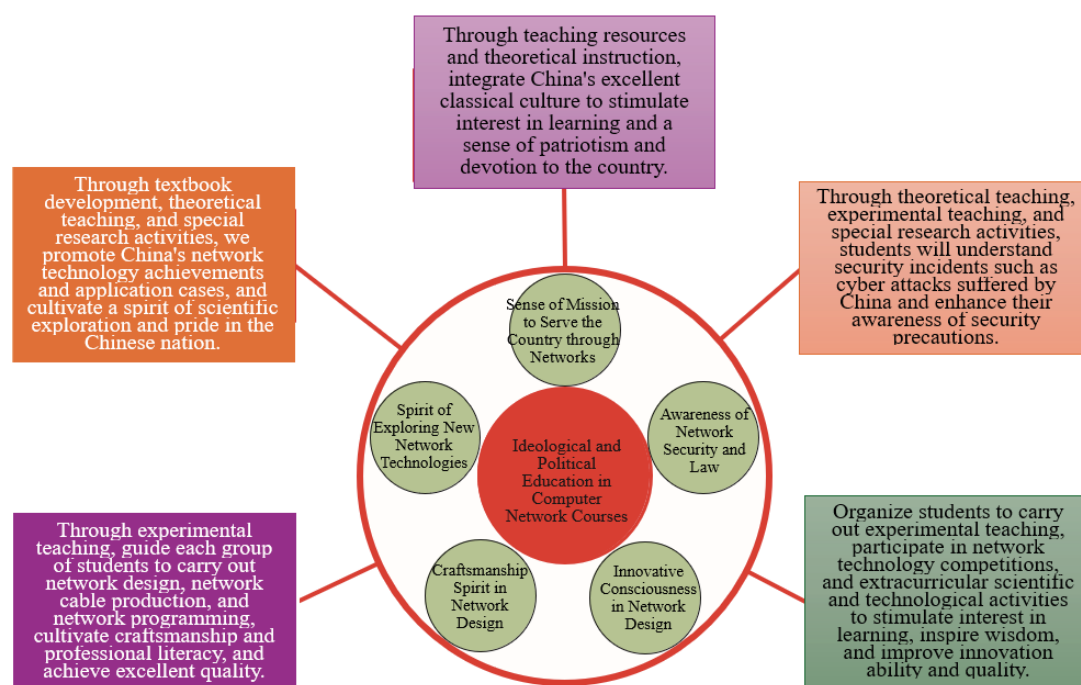 Through teaching resources
and theoretical instruction,
integrate China's excellent
classical culture to stimulate
interest in learning and a
sense of patriotism and
devotion to the country.
Through textbook
development, theoretical
teaching, and special
research activities, we
promote China's network
technology achievements
and application cases, and
cultivate a spirit of scientific
exploration and pride in the
Chinese nation.
Through theoretical teaching,
experimental teaching, and
special research activities,
students will understand
security incidents such as
cyber attacks suffered by
China and enhance their
awareness of security
precautions.
Sense of Mission
to Serve the
Country through
Networks
Spirit of
Exploring New
Network
Technologies
Awareness of
Network
Security and
Law
Ideological and
Political
Education in
Computer
Network Courses
Craftsmanship
Spirit in
Network
Design
Innovative
Consciousness
in Network
Design
Through experimental
teaching, guide each group
of students to carry out
network design, network
cable production, and
network programming,
cultivate craftsmanship and
professional literacy, and
achieve excellent quality.
Organize students to carry
out experimental teaching,
participate in network
technology competitions,
and extracurricular scientific
and technological activities
to stimulate interest in
learning, inspire wisdom,
and improve innovation
ability and quality.